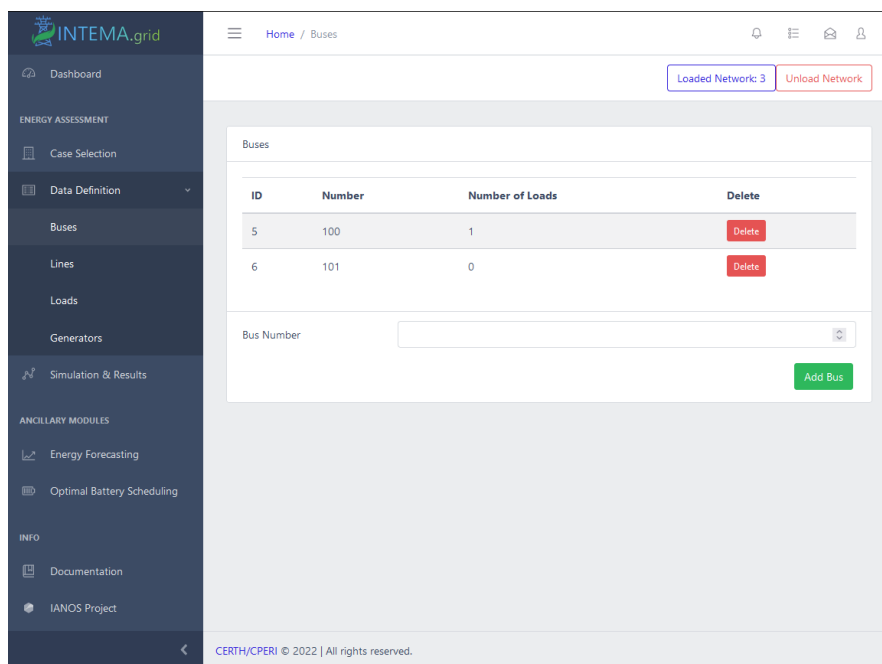 INTEMA.grid
Home / Buses
Dashboard
Loaded Network: 3
Unload Network
ENERGY ASSESSMENT
Case Selection
Data Definition
Buses
Lines
Loads
Generators
Simulation & Results
ANCILLARY MODULES
Energy Forecasting
Optimal Battery Scheduling
INFO
Documentation
IANOS Project
Buses
ID Number Number of Loads Delete
5 100 1 Delete
6 101 0 Delete
Bus Number
Add Bus
CERTH/CPERI © 2022 | All rights reserved.